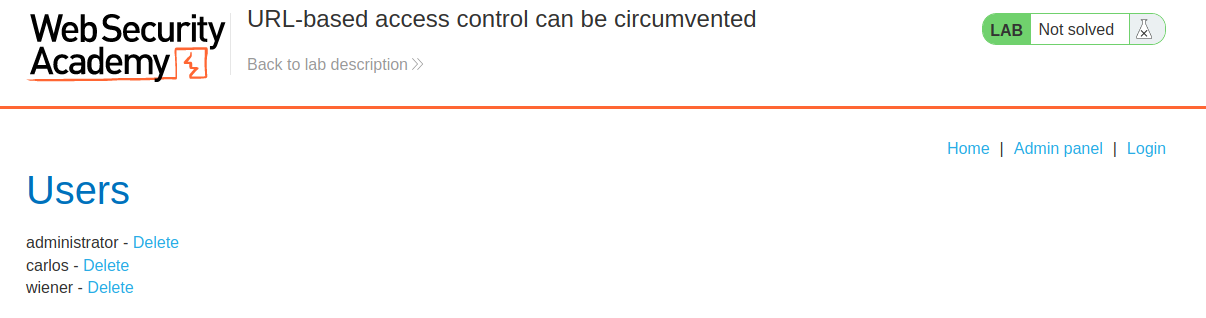 Web Security
Academy
URL-based access control can be circumvented
Back to lab description
LAB Not solved
Home | Admin panel | Login
Users
administrator - Delete
carlos - Delete
wiener - Delete